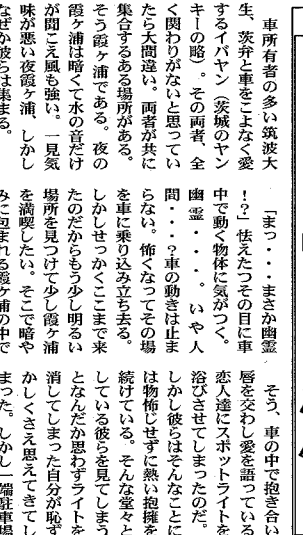 車所有者の多い筑波大
生、茨弁と車をこよなく愛
するイバヤン（茨城のヤン
キーの略）。その両者、全
く関わりがないと思ってい
たら大間違い。両者が共に
集合するある場所がある。
そう霞ヶ浦である。夜の
霞ヶ浦は暗くて水の音だけ
が聞こえ風も強い。一見気
味が悪い夜霞ヶ浦、しかし
なぜか彼らは集まる。
「まっ・・・まさか幽霊
！？」怯えたつその目に車
中で動く物体に気がつく。
幽霊・・・。いや人
間・・・？車の動きは止ま
らない。怖くなってその場
を車に乗り込み立ち去る。
しかしせっかくここまで来
たのだからもう少し明るい
場所を見つけて少し霞ヶ浦
を満喫したい。そこで暗や
みに包まれる霞ヶ浦の中で
そう、車の中で抱き合い
唇を交わし愛を語っている
恋人達にスポットライトを
浴びさせてしまったのだ。
しかし彼らはそんなことに
は物怖じせずに熱い抱擁を
続けている。そんな堂々と
している彼らを見てしまう
となんだか思わずライトを
消してしまった自分が恥ず
かしくさえ思えてきてし
まった。しかし一端駐車場